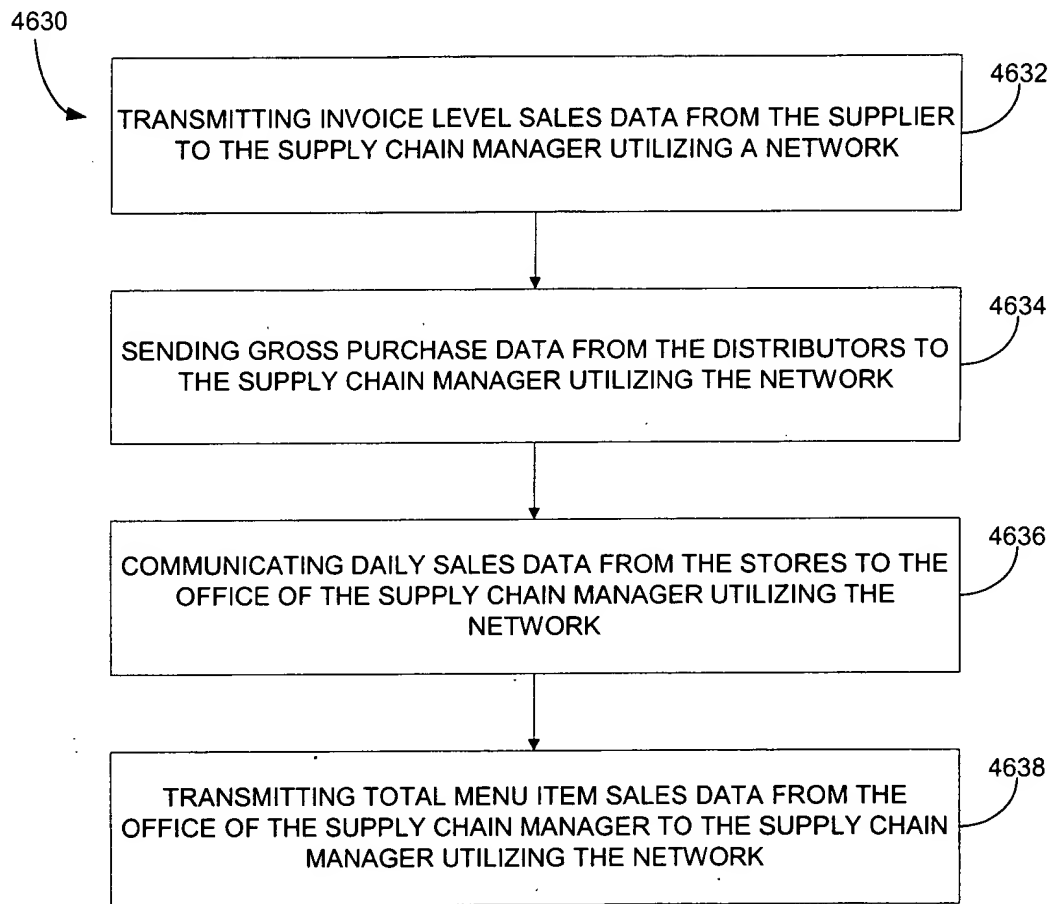 4630
4632
TRANSMITTING INVOICE LEVEL SALES DATA FROM THE SUPPLIER
TO THE SUPPLY CHAIN MANAGER UTILIZING A NETWORK
4634
SENDING GROSS PURCHASE DATA FROM THE DISTRIBUTORS TO
THE SUPPLY CHAIN MANAGER UTILIZING THE NETWORK
4636
COMMUNICATING DAILY SALES DATA FROM THE STORES TO THE
OFFICE OF THE SUPPLY CHAIN MANAGER UTILIZING THE
NETWORK
4638
TRANSMITTING TOTAL MENU ITEM SALES DATA FROM THE
OFFICE OF THE SUPPLY CHAIN MANAGER TO THE SUPPLY CHAIN
MANAGER UTILIZING THE NETWORK